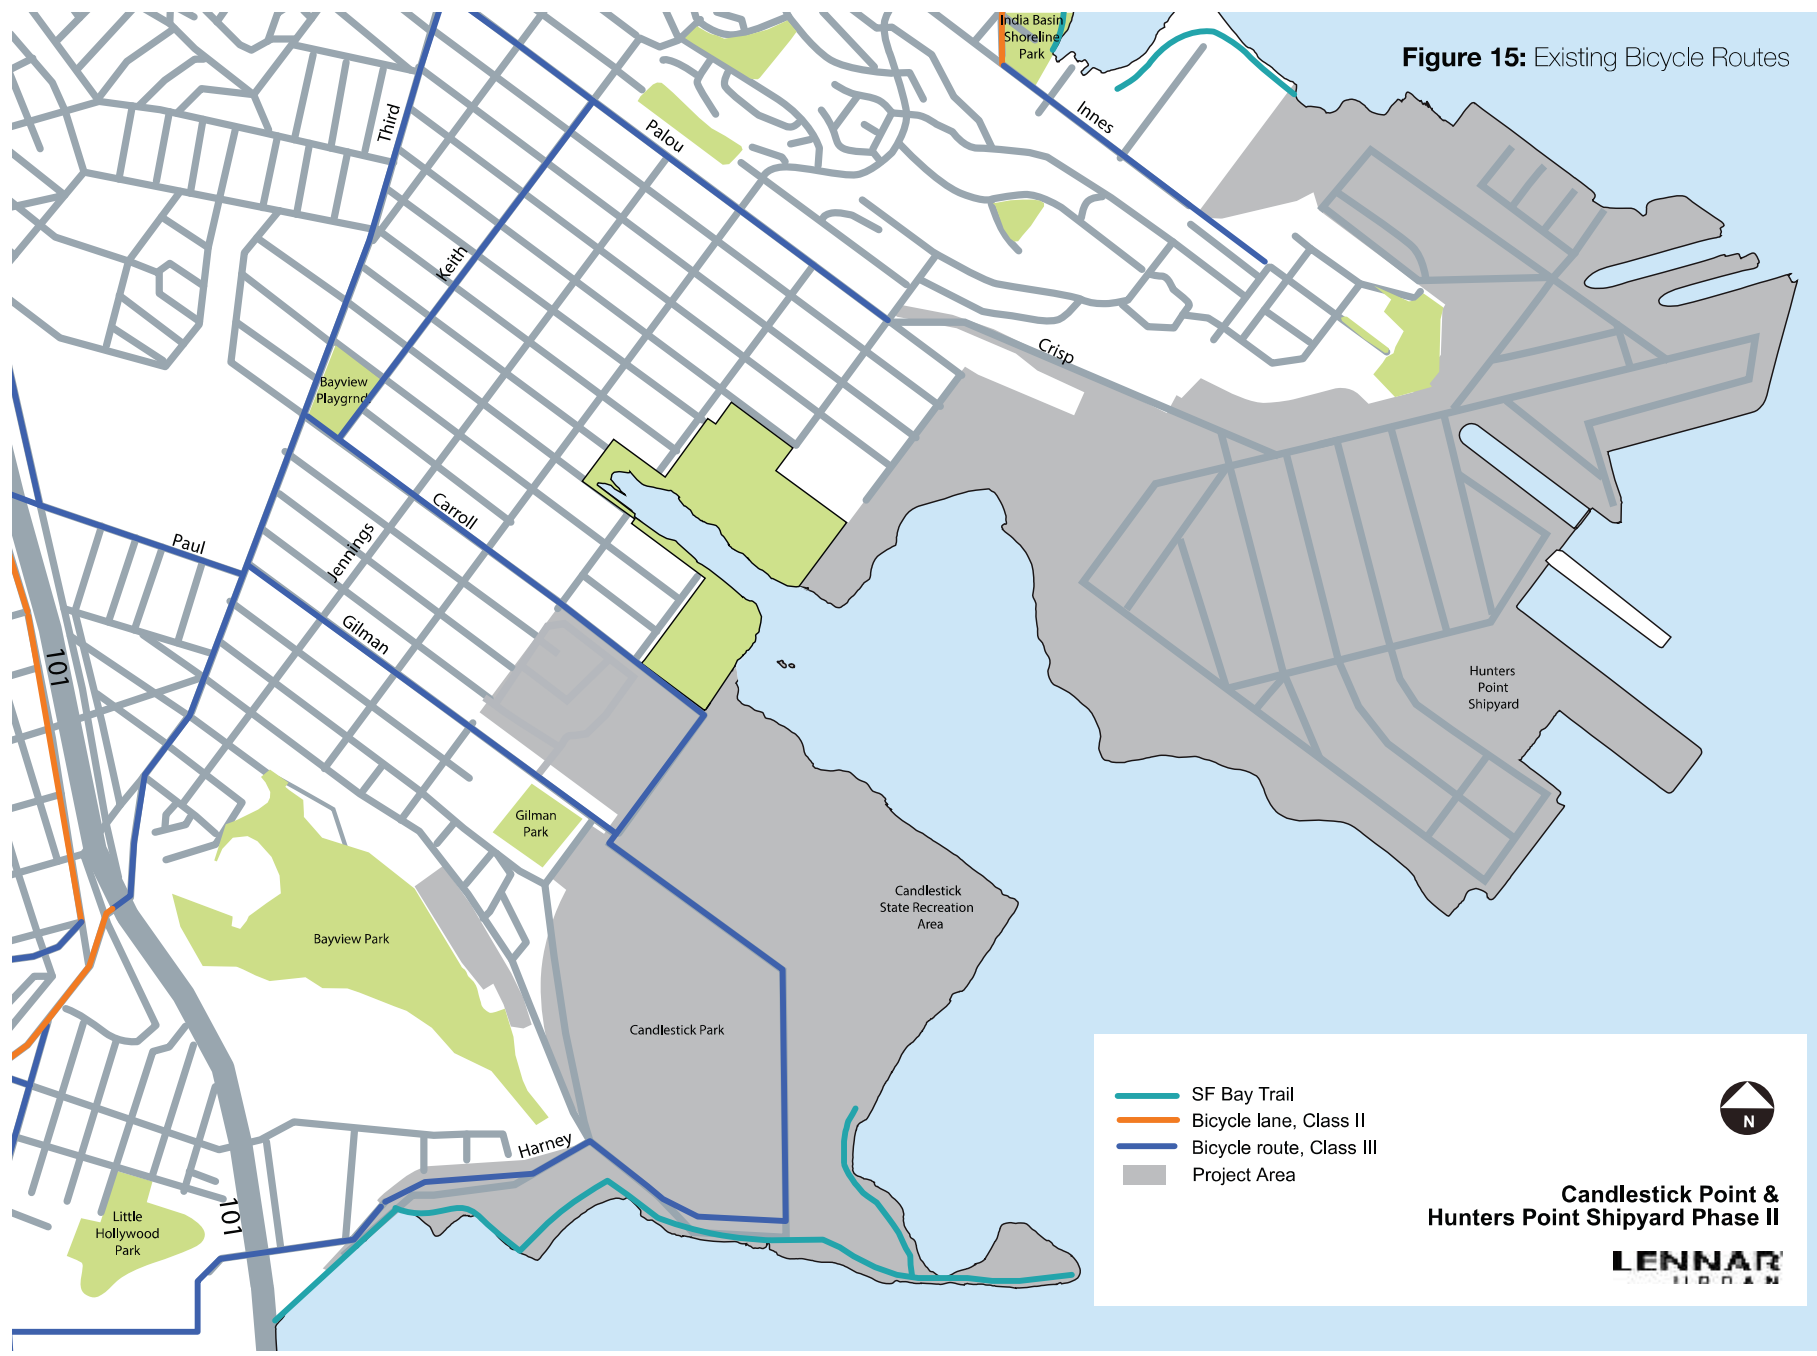 Figure 15: Existing Bicycle Routes
India Basin
Shoreline
Park
Innes
Third
Palou
Keith
Crisp
Bayview
Playgrnd.
Carroll
Jennings
Paul
Gilman
101
Hunters
Point
Shipyard
Gilman
Park
Candlestick
State Recreation
Area
Bayview Park
Candlestick Park
Harney
101
Little
Hollywood
Park
SF Bay Trail
Bicycle lane, Class II
Bicycle route, Class III
Project Area
N
Candlestick Point &
Hunters Point Shipyard Phase II
LENNAR
URBAN